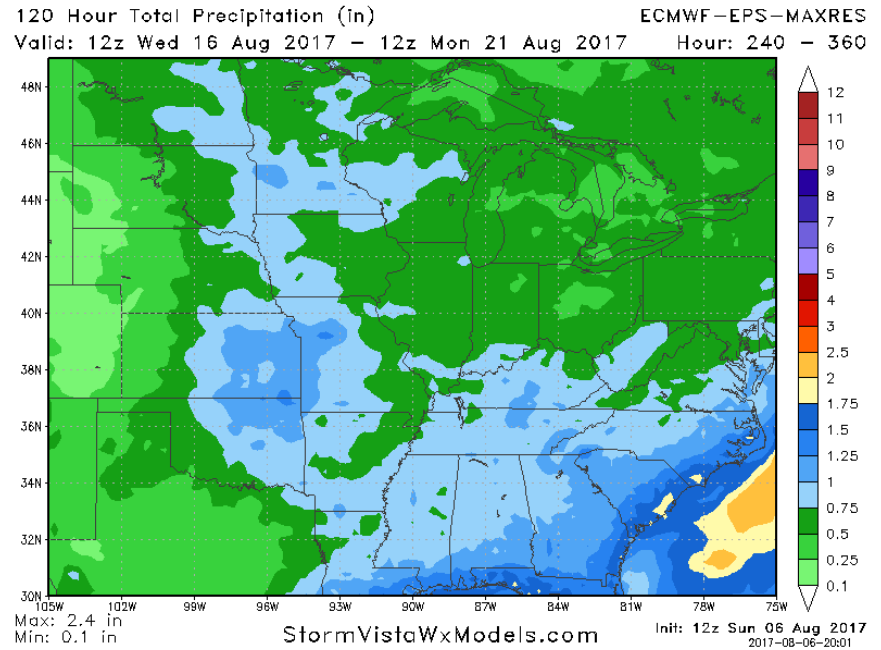 120 Hour Total Precipitation (in)
ECMWF-EPS-MAXRES
Valid: 12z Wed 16 Aug 2017 - 12z Mon 21 Aug 2017
Hour: 240 - 360
48N
46N
44N
42N
40N
38N
36N
34N
32N
30N
105W 102W 99W 96W 93W 90W 87W 84W 81W 78W 75W
12
11
10
9
8
7
6
5
4
3
2.5
2
1.75
1.5
1.25
1
0.75
0.5
0.25
0.1
Max: 2.4 in
Min: 0.1 in
StormVistaWxModels.com
Init: 12z Sun 06 Aug 2017
2017-08-06-20:01